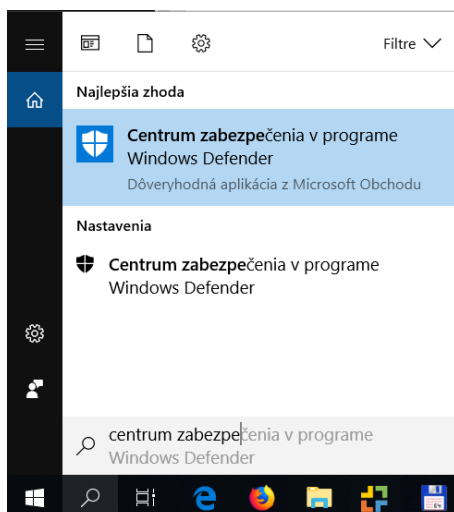 Filtre
Najlepšia zhoda
Centrum zabezpečenia v programe
Windows Defender
Dôveryhodná aplikácia z Microsoft Obchodu
Nastavenia
Centrum zabezpečenia v programe
Windows Defender
centrum zabezpečenia v programe
Windows Defender